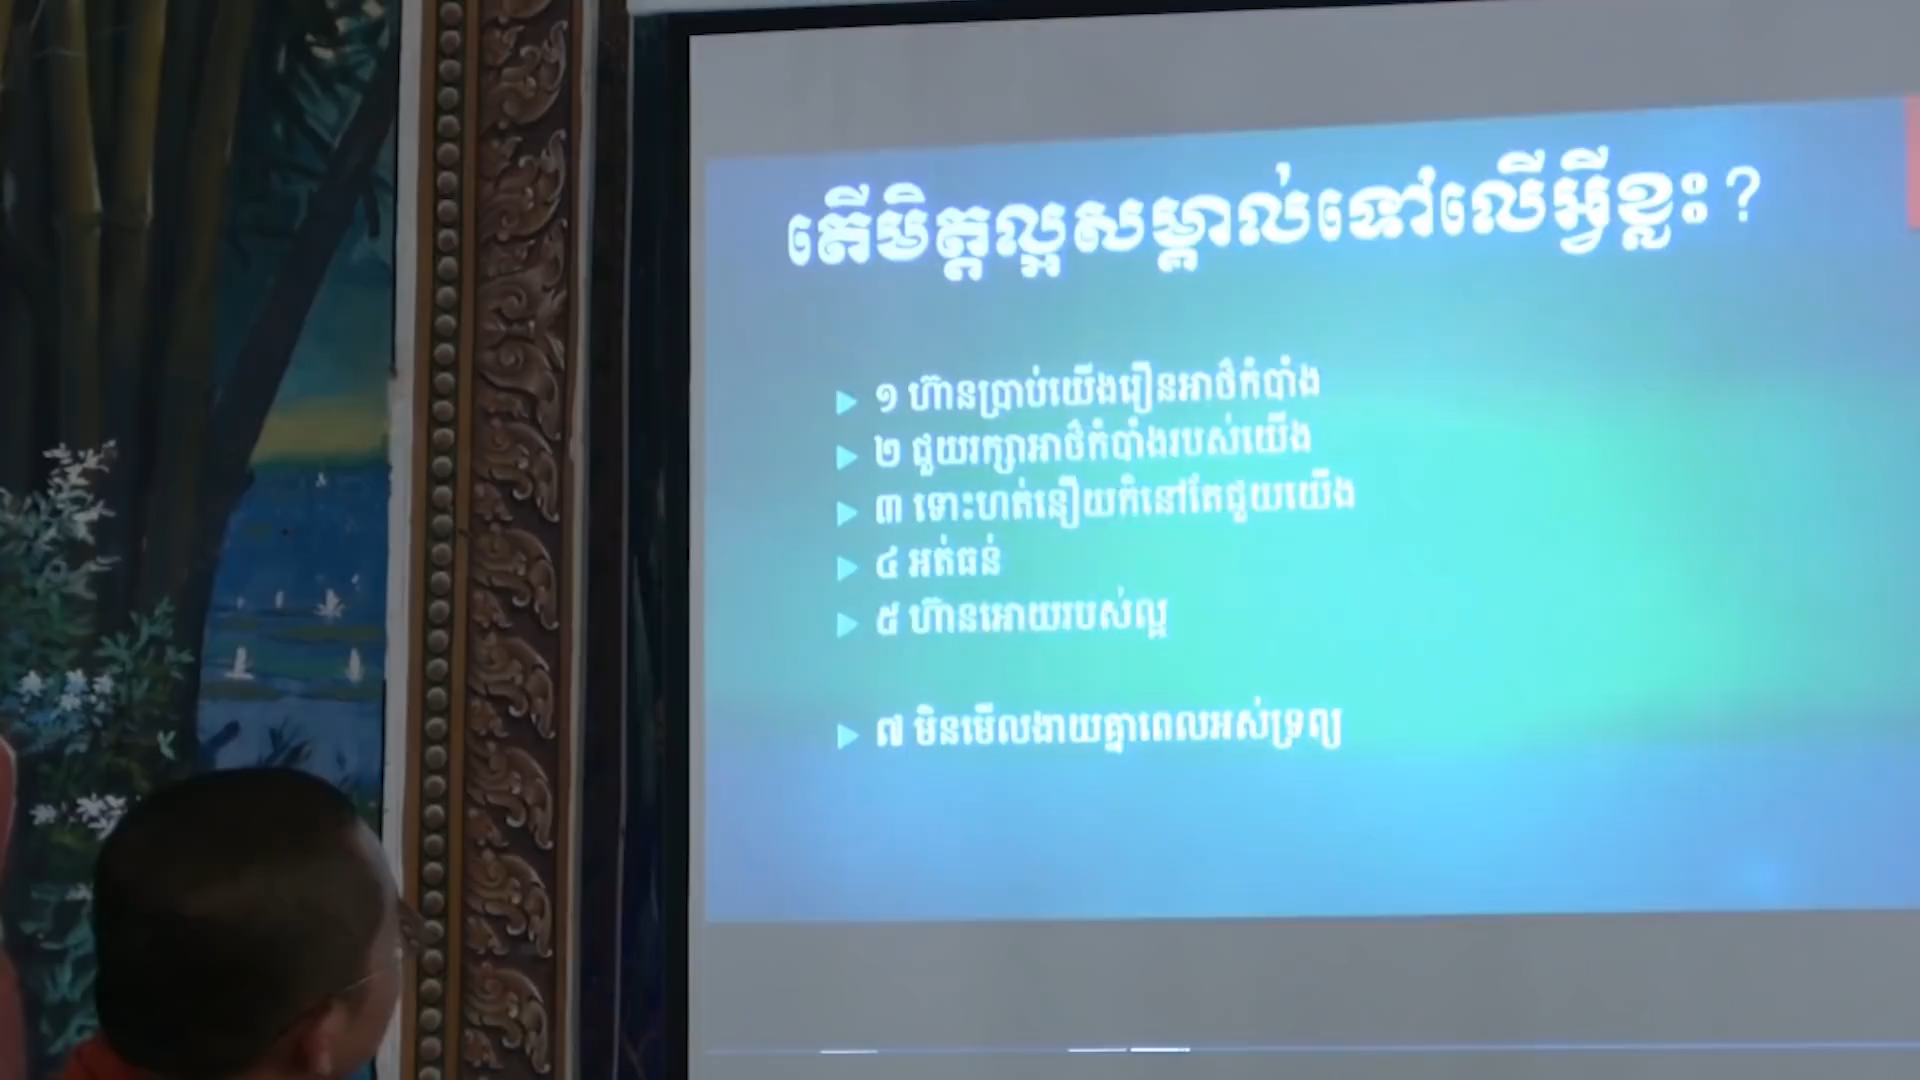 តើមិត្តល្អសម្គាល់ទៅលើអ្វីខ្លះ ?
១ ហ៊ានប្រាប់យើងរឿនអាថ៌កំបាំង
២ ជួយរក្សាអាថ៌កំបាំងរបស់យើង
៣ ទោះហត់នឿយក៏នៅតែជួយយើង
៤ អត់ធន់
៥ ហ៊ានអោយរបស់ល្អ
៧ មិនមើលងាយគ្នាពេលអស់ទ្រព្យ